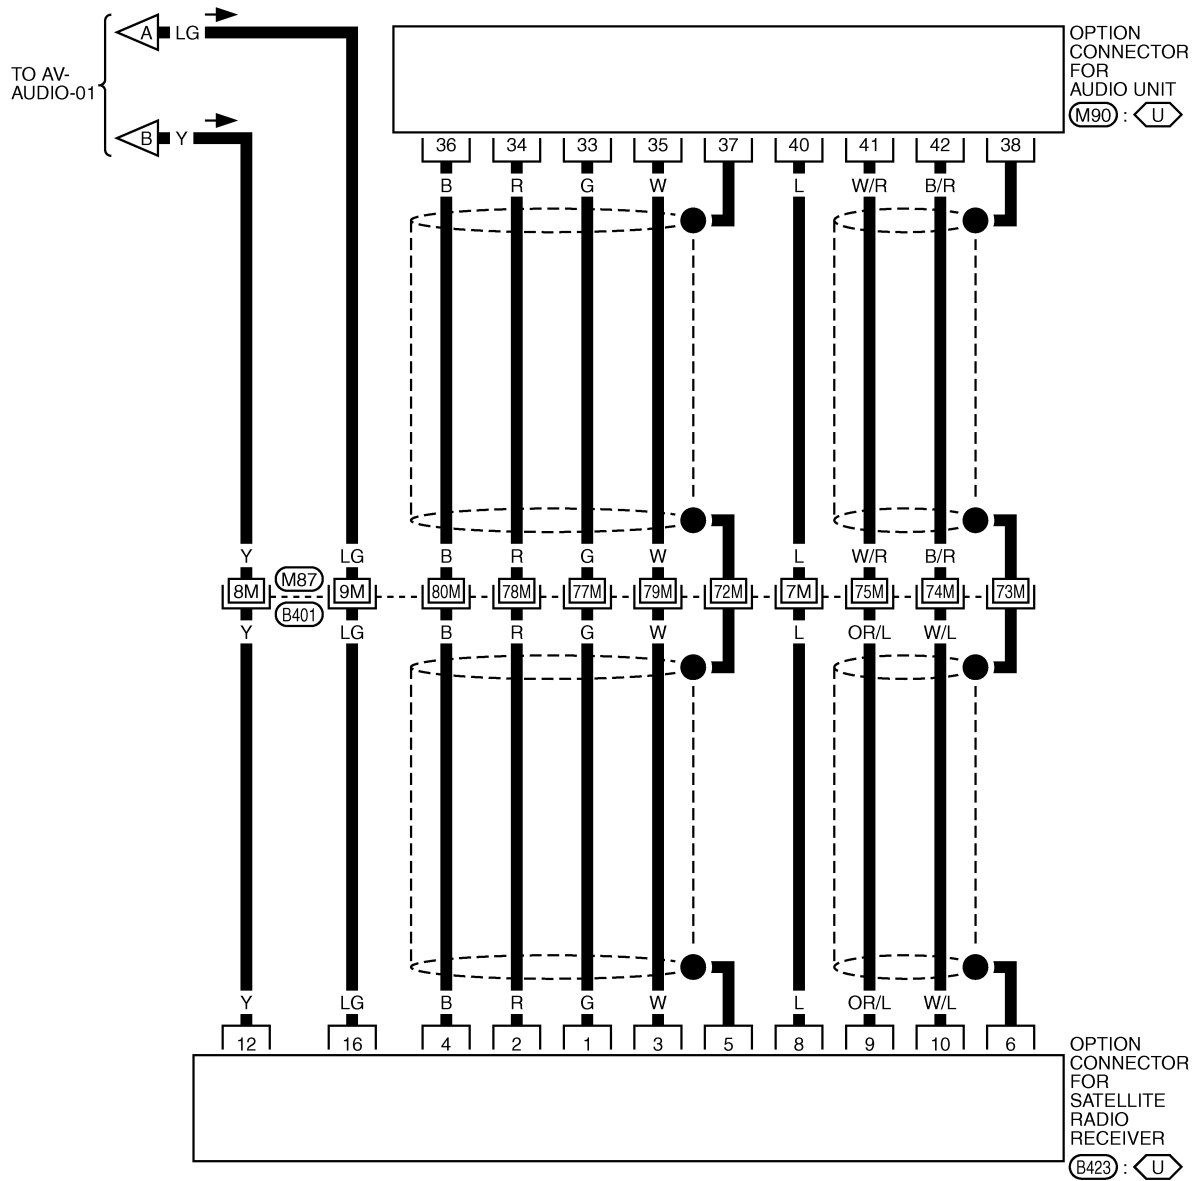 A LG
TO AV-
AUDIO-01
B Y
OPTION
CONNECTOR
FOR
AUDIO UNIT
M90 : U
36 34 33 35 37 40 41 42 38
B R G W L W/R B/R
Y LG B R G W L W/R B/R
M87
8M 9M 80M 78M 77M 79M 72M 7M 75M 74M 73M
B401
Y LG B R G W L OR/L W/L
Y LG B R G W L OR/L W/L
12 16 4 2 1 3 5 8 9 10 6
OPTION
CONNECTOR
FOR
SATELLITE
RADIO
RECEIVER
B423 : U